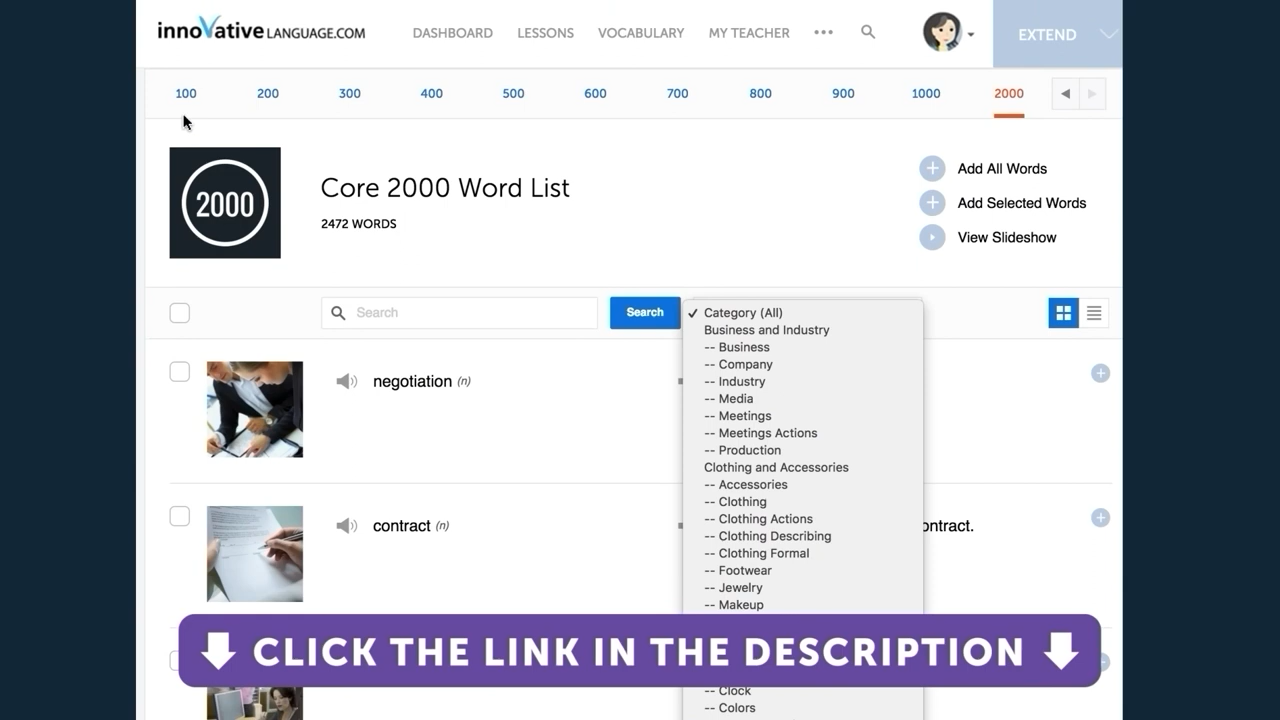 innoVative LANGUAGE.COM
DASHBOARD LESSONS VOCABULARY MY TEACHER EXTEND
100 200 300 400 500 600 700 800 900 1000 2000
2000
Core 2000 Word List
2472 WORDS
Add All Words
Add Selected Words
View Slideshow
Search
Search
Category (All)
Business and Industry
-- Business
-- Company
-- Industry
-- Media
-- Meetings
-- Meetings Actions
-- Production
Clothing and Accessories
-- Accessories
-- Clothing
-- Clothing Actions
-- Clothing Describing
-- Clothing Formal
-- Footwear
-- Jewelry
-- Makeup
-- Clock
-- Colors
negotiation (n)
contract (n)
ontract.
CLICK THE LINK IN THE DESCRIPTION